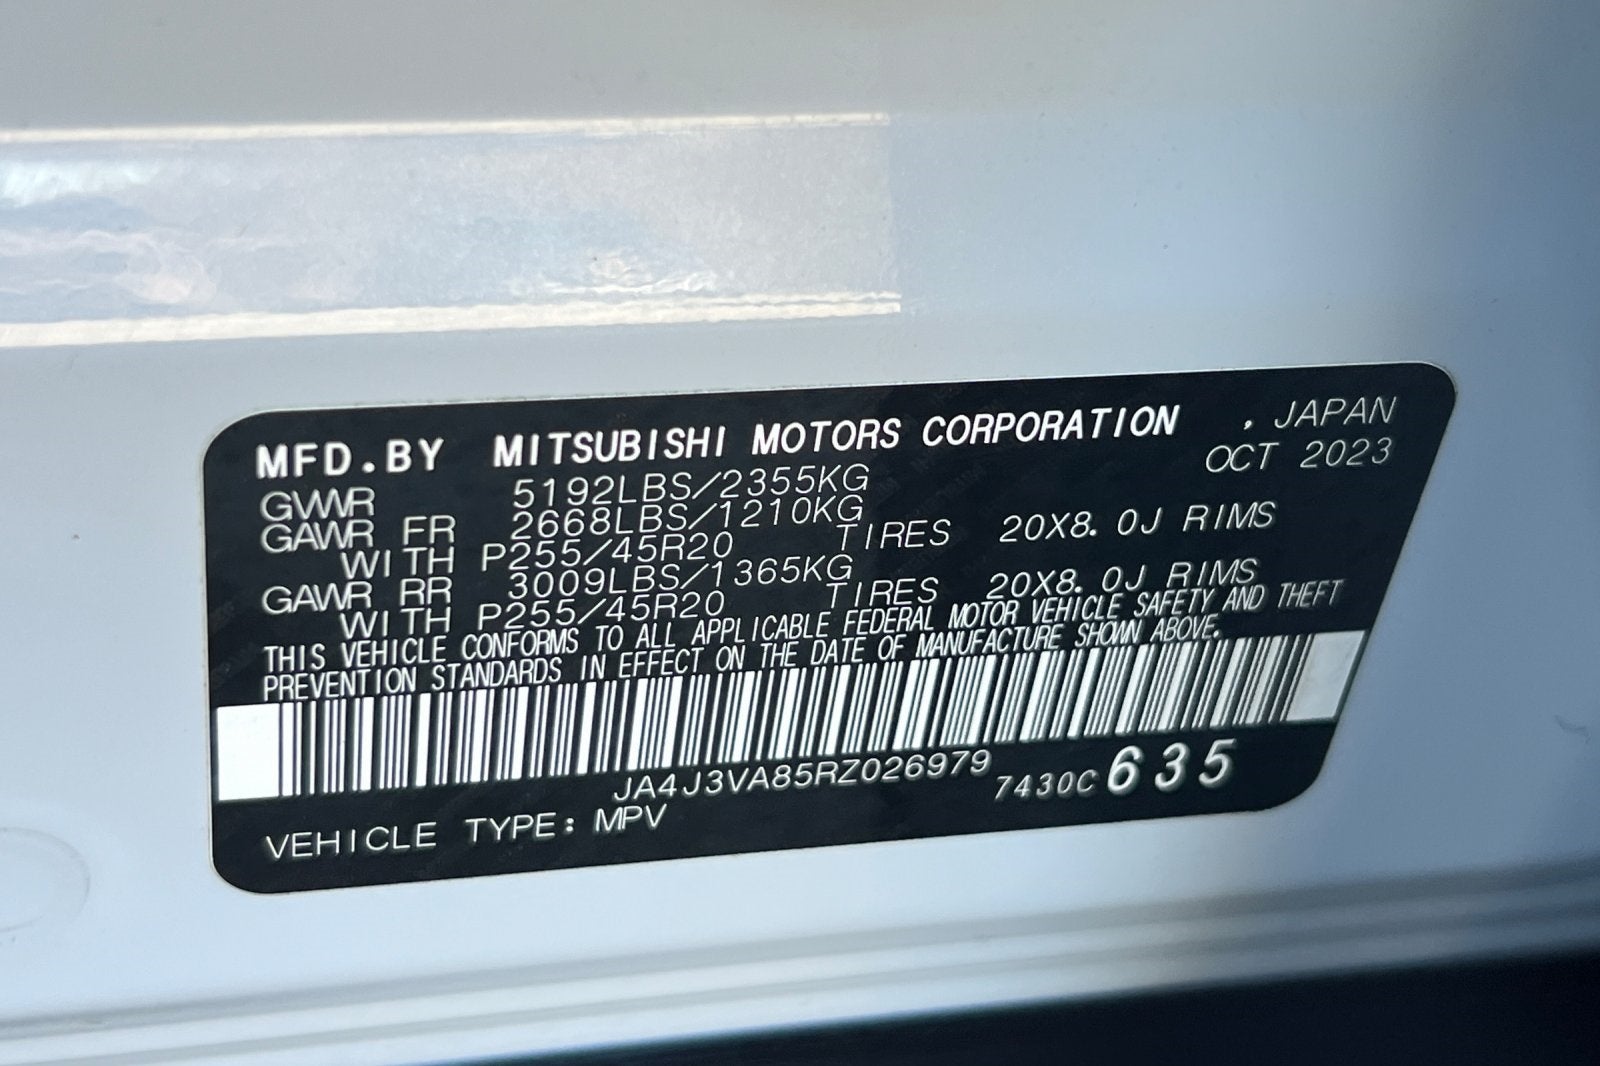 MFD.BY MITSUBISHI MOTORS CORPORATION , JAPAN
GVWR 5192LBS/2355KG OCT 2023
GAWR FR 2668LBS/1210KG
WITH P255/45R20 TIRES 20X8.0J RIMS
GAWR RR 3009LBS/1365KG
WITH P255/45R20 TIRES 20X8.0J RIMS
THIS VEHICLE CONFORMS TO ALL APPLICABLE FEDERAL MOTOR VEHICLE SAFETY AND THEFT
PREVENTION STANDARDS IN EFFECT ON THE DATE OF MANUFACTURE SHOWN ABOVE.
JA4J3VA85RZ026979 7430C 635
VEHICLE TYPE: MPV